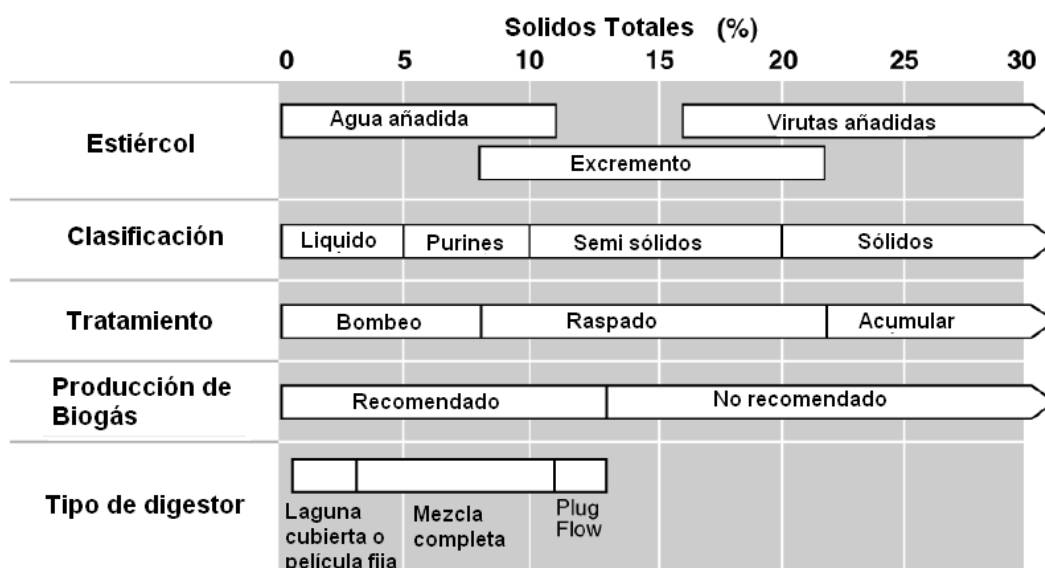 Solidos Totales (%)
0 5 10 15 20 25 30
Estiércol
Agua añadida
Virutas añadidas
Excremento
Clasificación
Liquido
Purines
Semi sólidos
Sólidos
Tratamiento
Bombeo
Raspado
Acumular
Producción de
Biogás
Recomendado
No recomendado
Tipo de digestor
Laguna
cubierta o
película fija
Mezcla
completa
Plug
Flow